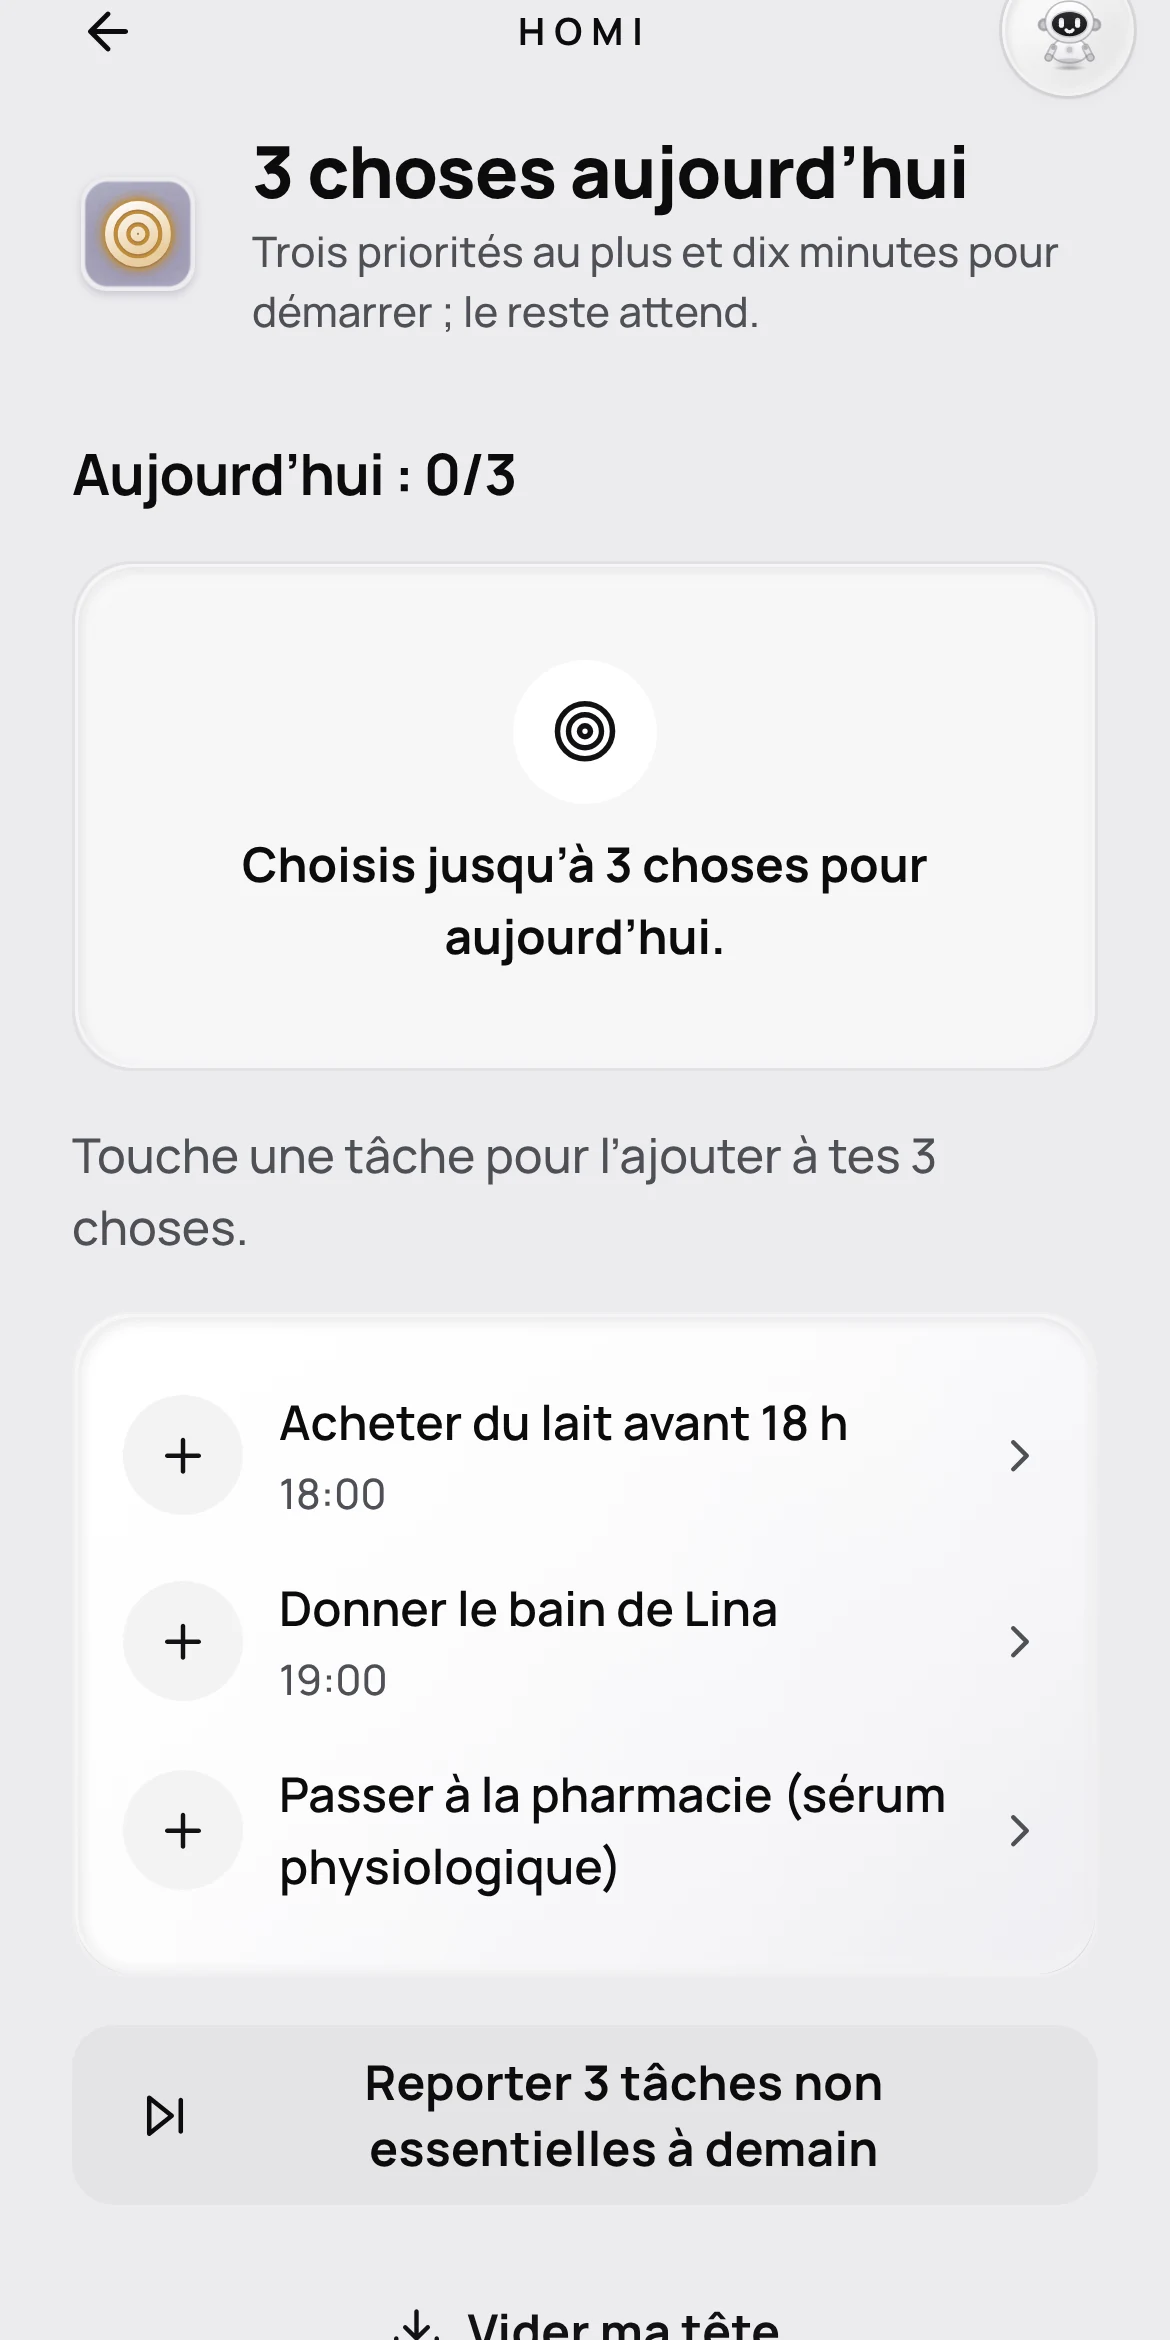 HOMI
3 choses aujourd’hui
Trois priorités au plus et dix minutes pour
démarrer ; le reste attend.
Aujourd’hui : 0/3
Choisis jusqu’à 3 choses pour
aujourd’hui.
Touche une tâche pour l’ajouter à tes 3
choses.
Acheter du lait avant 18 h
18:00
Donner le bain de Lina
19:00
Passer à la pharmacie (sérum
physiologique)
Reporter 3 tâches non
essentielles à demain
Vider ma tête